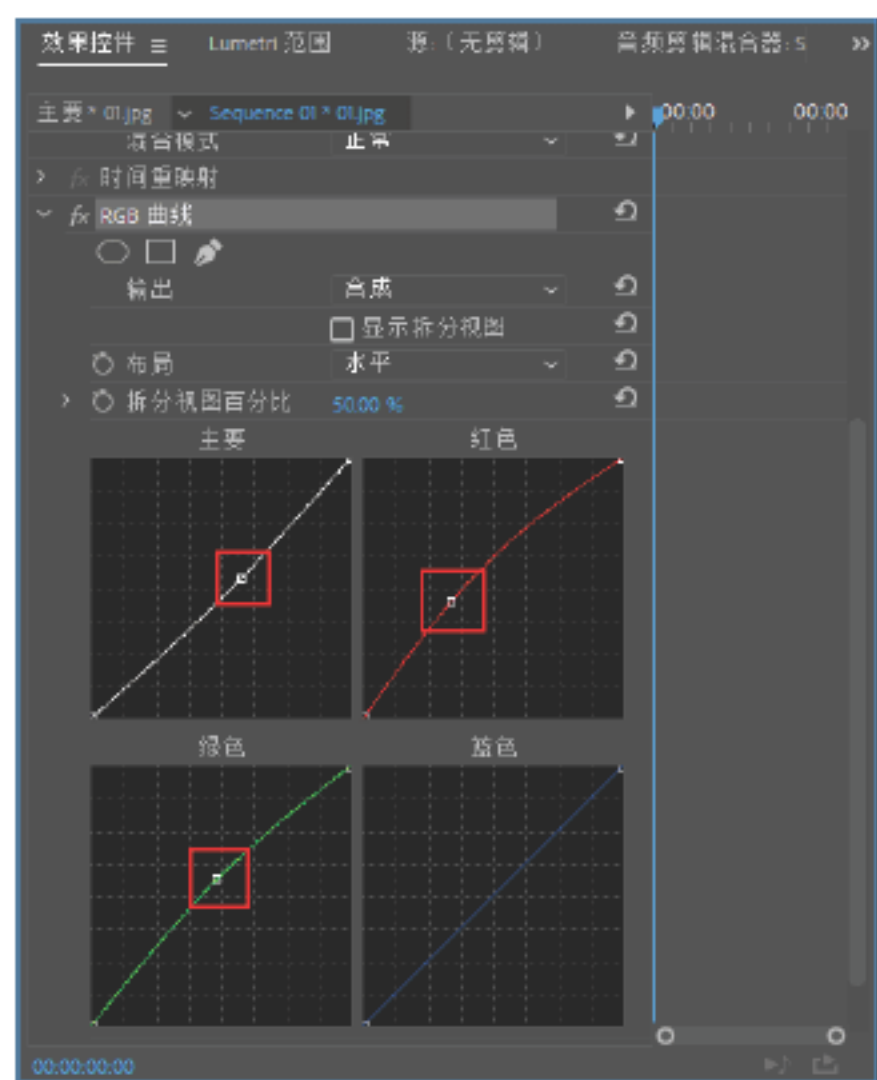 效果控件 Lumetri 范围 源:(无剪辑) 音频剪辑混合器: S
主要 * 01.jpg Sequence 01 * 01.jpg 00:00 00:00
混合模式 正常
fx 时间重映射
fx RGB 曲线
输出 合成
显示拆分视图
布局 水平
拆分视图百分比 50.00 %
主要 红色
绿色 蓝色
00:00:00:00